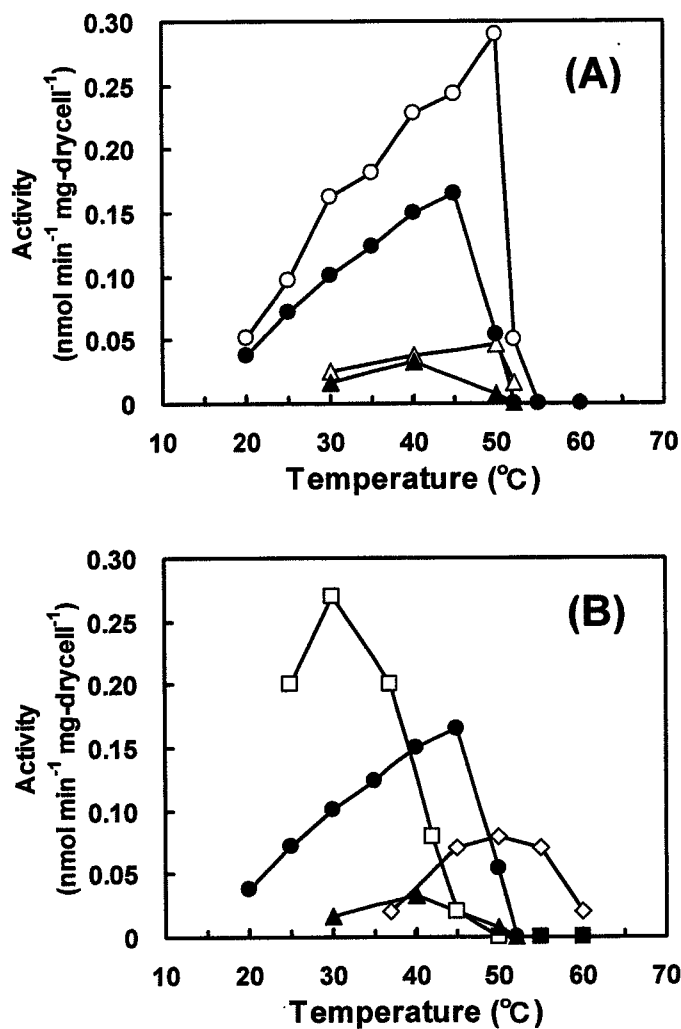 0.30
0.25
0.20
0.15
0.10
0.05
0
Activity
(nmol min⁻¹ mg-drycell⁻¹)
(A)
10 20 30 40 50 60 70
Temperature (°C)
0.30
0.25
0.20
0.15
0.10
0.05
0
Activity
(nmol min⁻¹ mg-drycell⁻¹)
(B)
10 20 30 40 50 60 70
Temperature (°C)